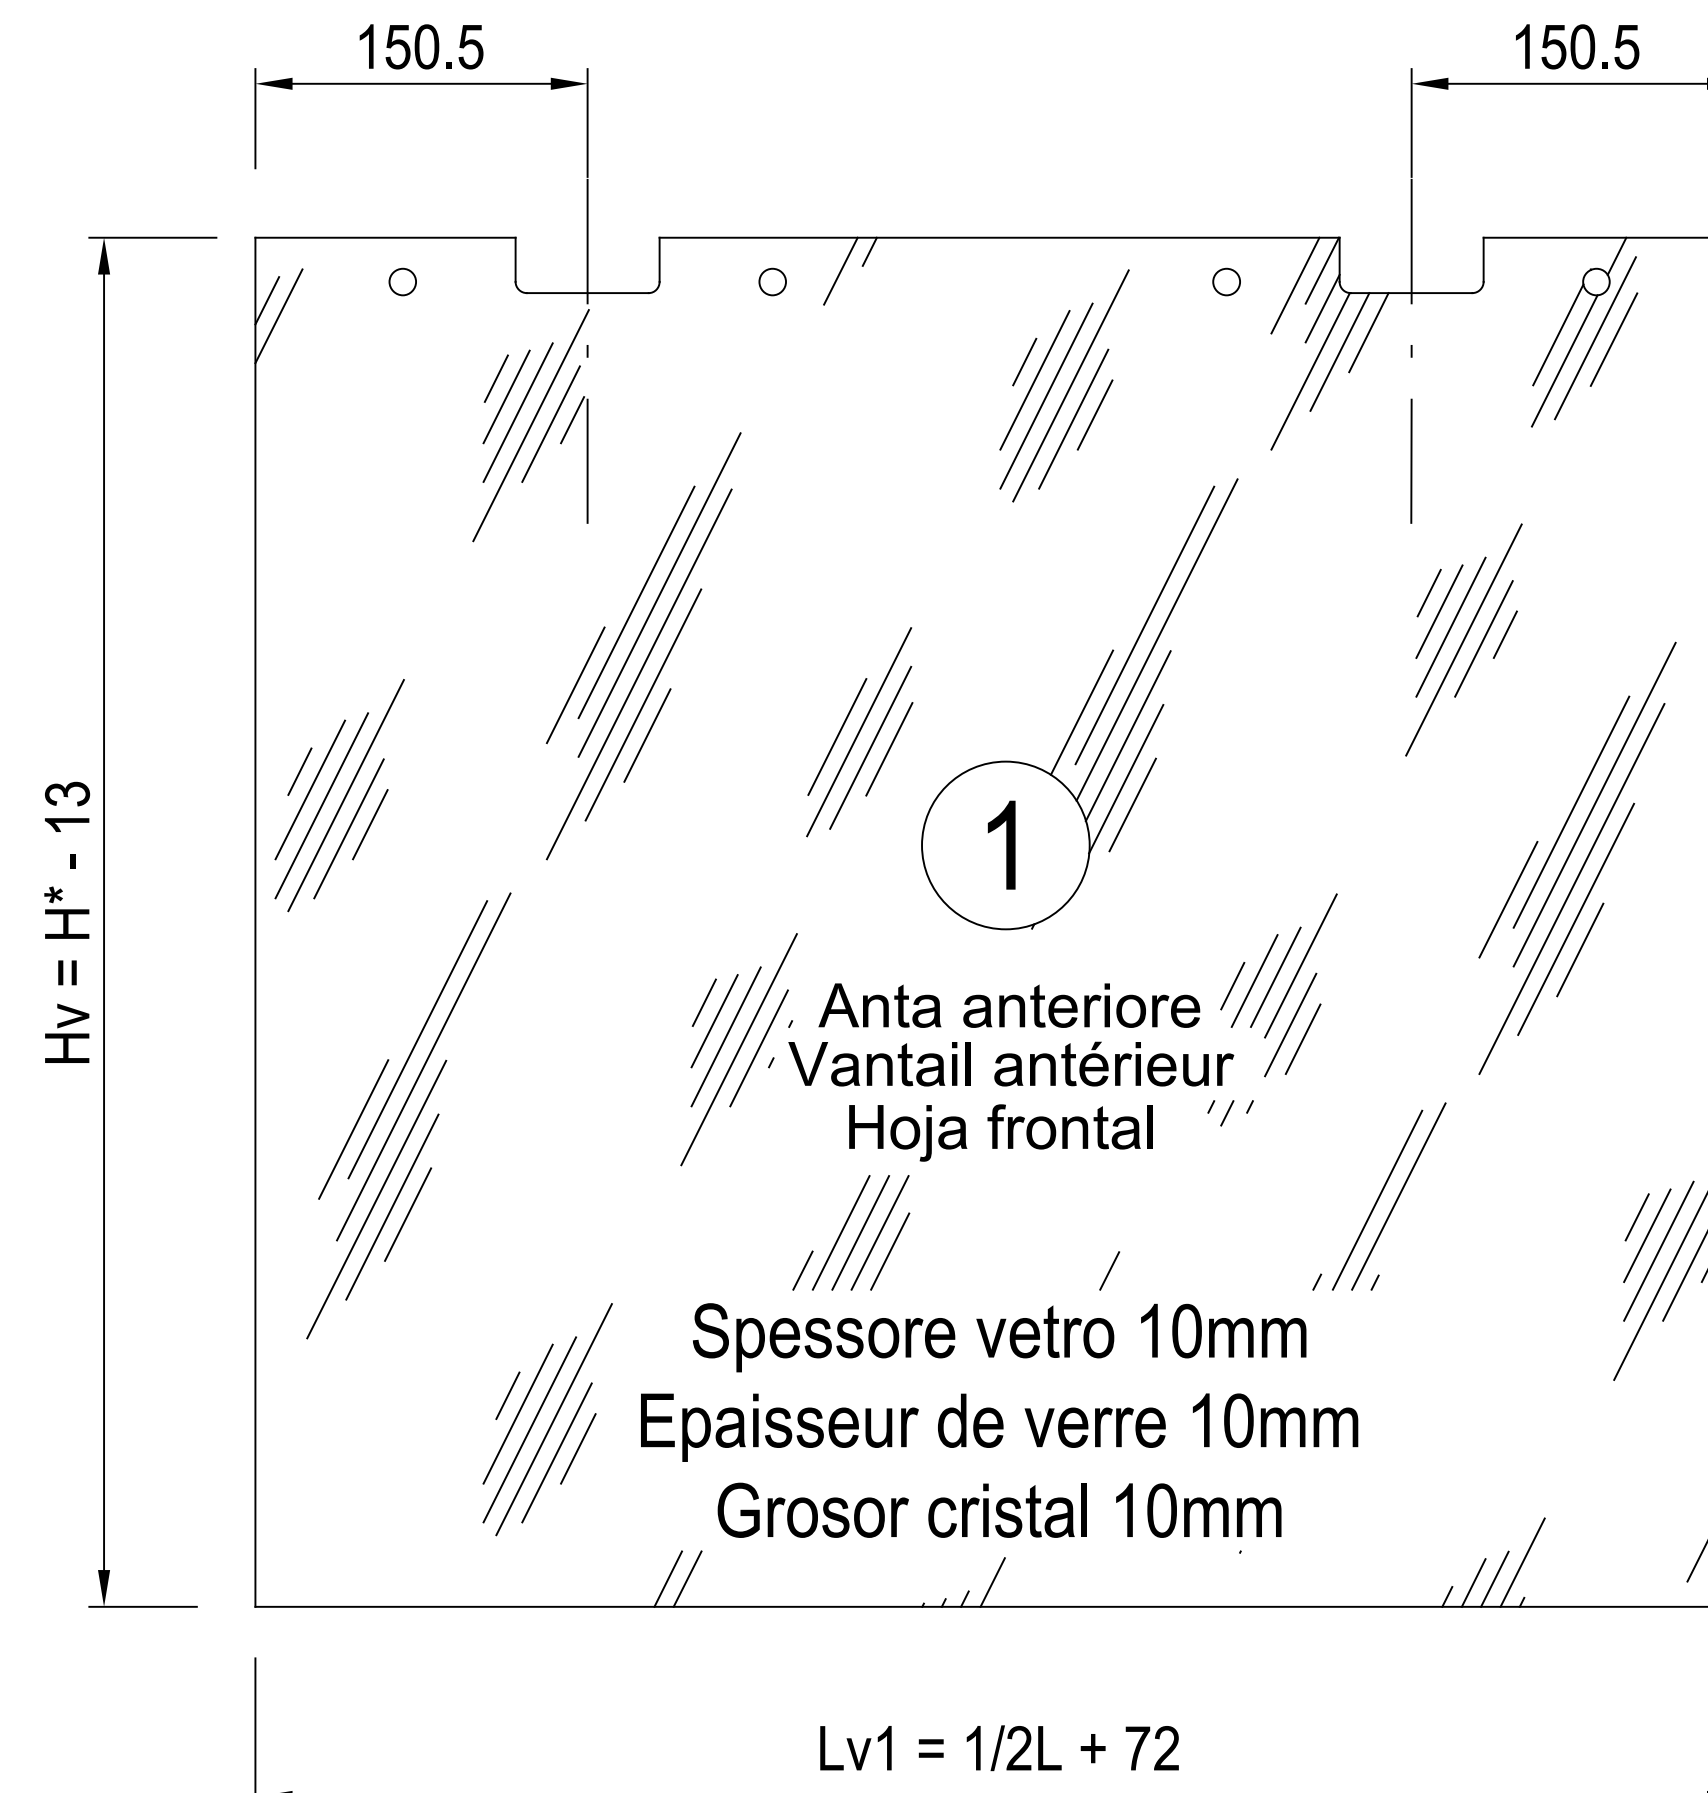 150.5
150.5
Hv = H* - 13
1
Anta anteriore
Vantail antérieur
Hoja frontal
Spessore vetro 10mm
Epaisseur de verre 10mm
Grosor cristal 10mm
Lv1 = 1/2L + 72